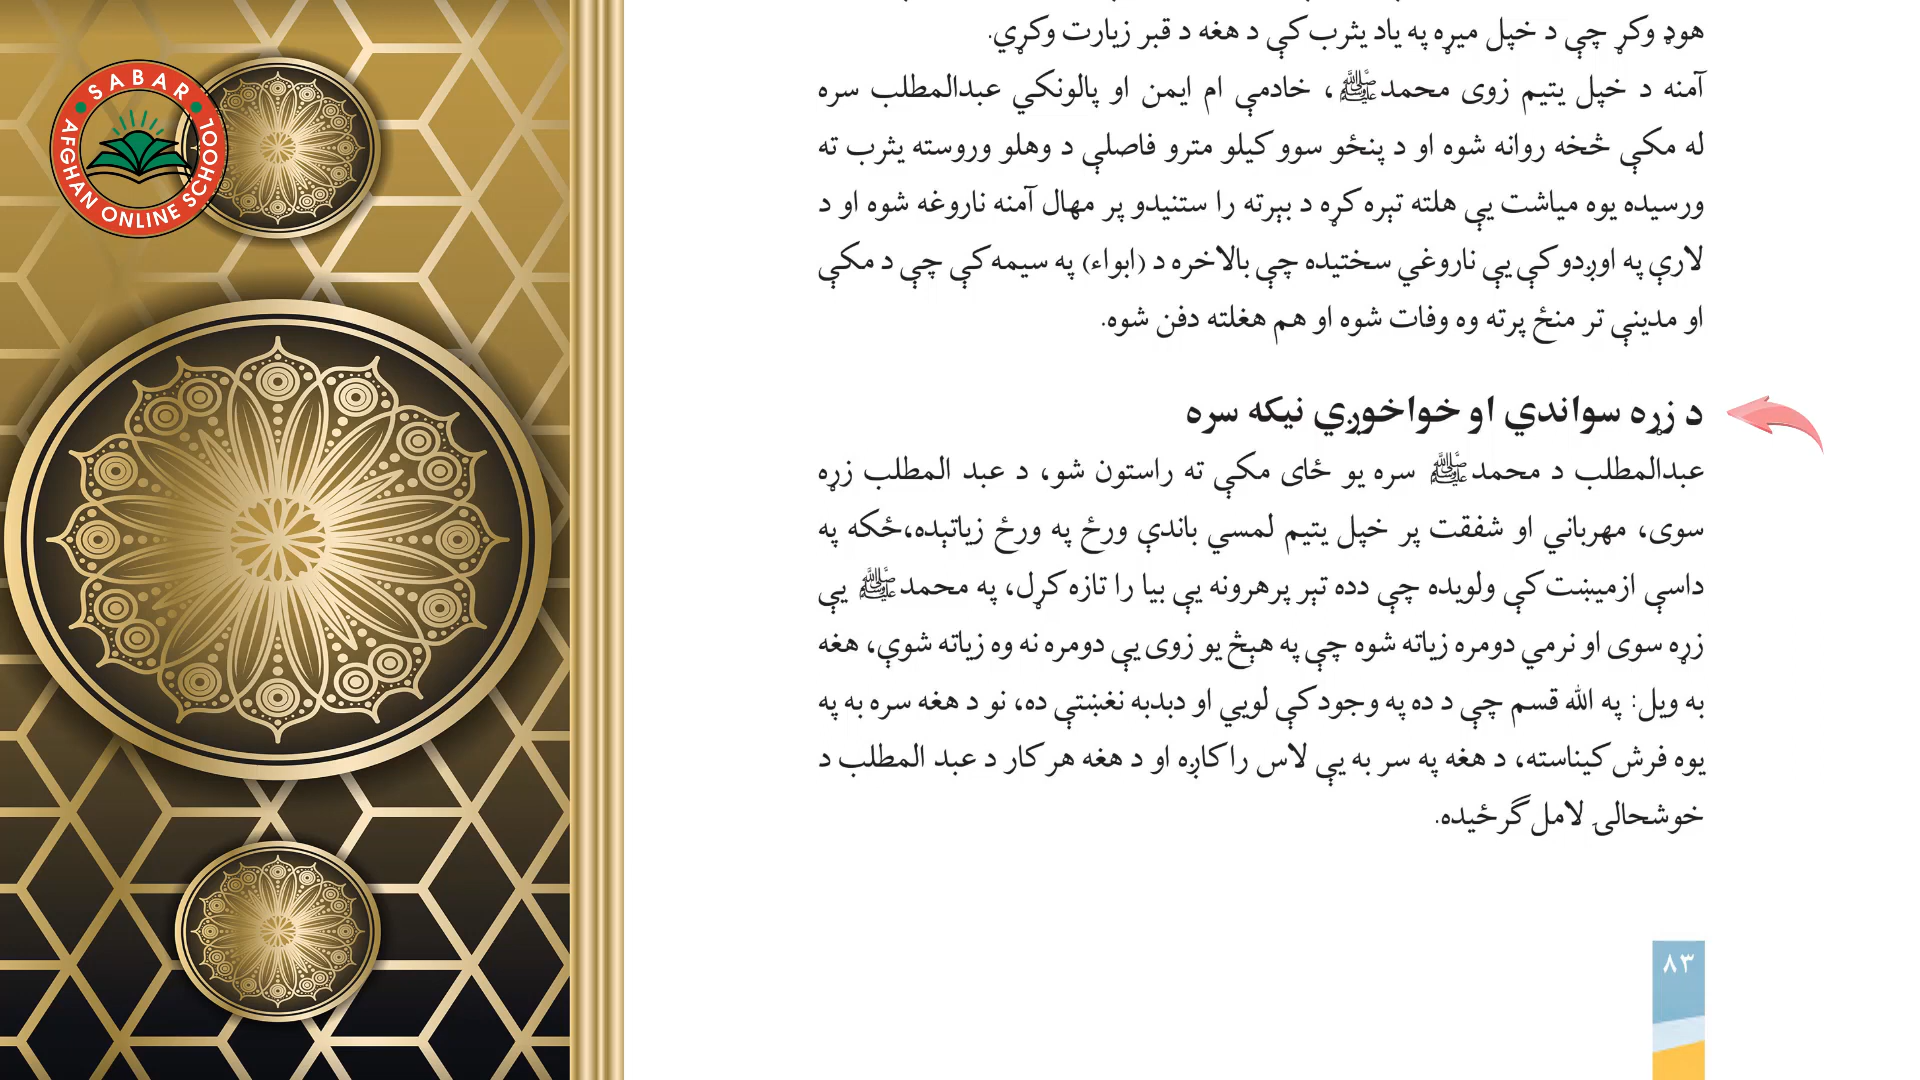 SABAR
AFGHAN ONLINE SCHOOL
هوډ وکړ چې د خپل میړه په یاد یثرب کې د هغه د قبر زیارت وکړي.
آمنه د خپل یتیم زوی محمدﷺ، خادمې ام ایمن او پالونکي عبدالمطلب سره
له مکې څخه روانه شوه او د پنځو سوو کیلو مترو فاصلې د وهلو وروسته یثرب ته
ورسیده یوه میاشت یې هلته تېره کړه د بېرته را ستنیدو پر مهال آمنه ناروغه شوه او د
لارې په اوږدو کې یې ناروغي سختیده چې بالاخره د (ابواء) په سیمه کې چې د مکې
او مدینې تر منځ پرته وه وفات شوه او هم هغلته دفن شوه.
د زړه سواندي او خواخوږي نیکه سره
عبدالمطلب د محمدﷺ سره یو ځای مکې ته راستون شو، د عبد المطلب زړه
سوی، مهرباني او شفقت پر خپل یتیم لمسي باندې ورځ په ورځ زیاتېده،ځکه په
داسې ازمیښت کې ولویده چې دده تېر پرهرونه یې بیا را تازه کړل، په محمدﷺ یې
زړه سوی او نرمي دومره زیاته شوه چې په هېڅ یو زوی یې دومره نه وه زیاته شوې، هغه
به ویل: په الله قسم چې د ده په وجود کې لویي او دبدبه نغښتې ده، نو د هغه سره به په
یوه فرش کیناسته، د هغه په سر به یې لاس را کاږه او د هغه هر کار د عبد المطلب د
خوشحالۍ لامل گرځیده.
۸۳